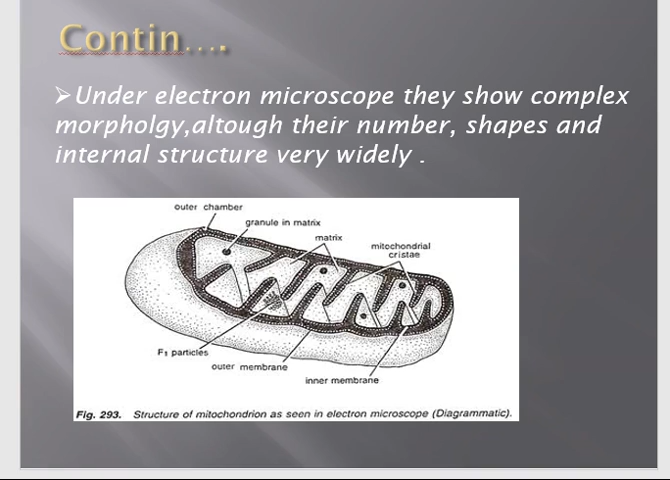 Contin….
➢Under electron microscope they show complex
morpholgy,altough their number, shapes and
internal structure very widely .
outer chamber
granule in matrix
matrix
mitochondrial
cristae
F₁ particles
outer membrane
inner membrane
Fig. 293. Structure of mitochondrion as seen in electron microscope (Diagrammatic).